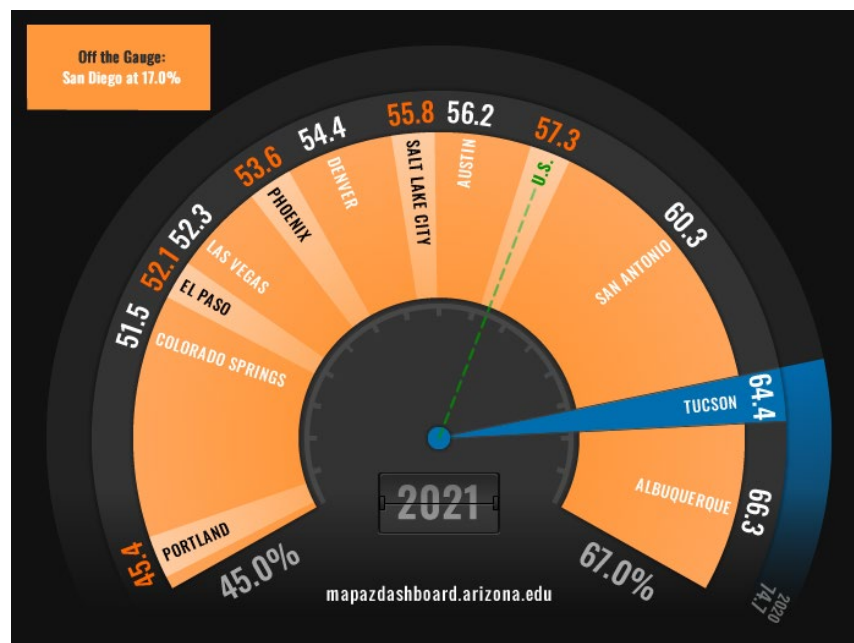 Off the Gauge:
San Diego at 17.0%
45.4
PORTLAND
51.5
COLORADO SPRINGS
52.1
EL PASO
52.3
LAS VEGAS
53.6
PHOENIX
54.4
DENVER
55.8
SALT LAKE CITY
56.2
AUSTIN
57.3
U.S.
60.3
SAN ANTONIO
64.4
TUCSON
66.3
ALBUQUERQUE
2020
74.7
45.0%
2021
67.0%
mapazdashboard.arizona.edu